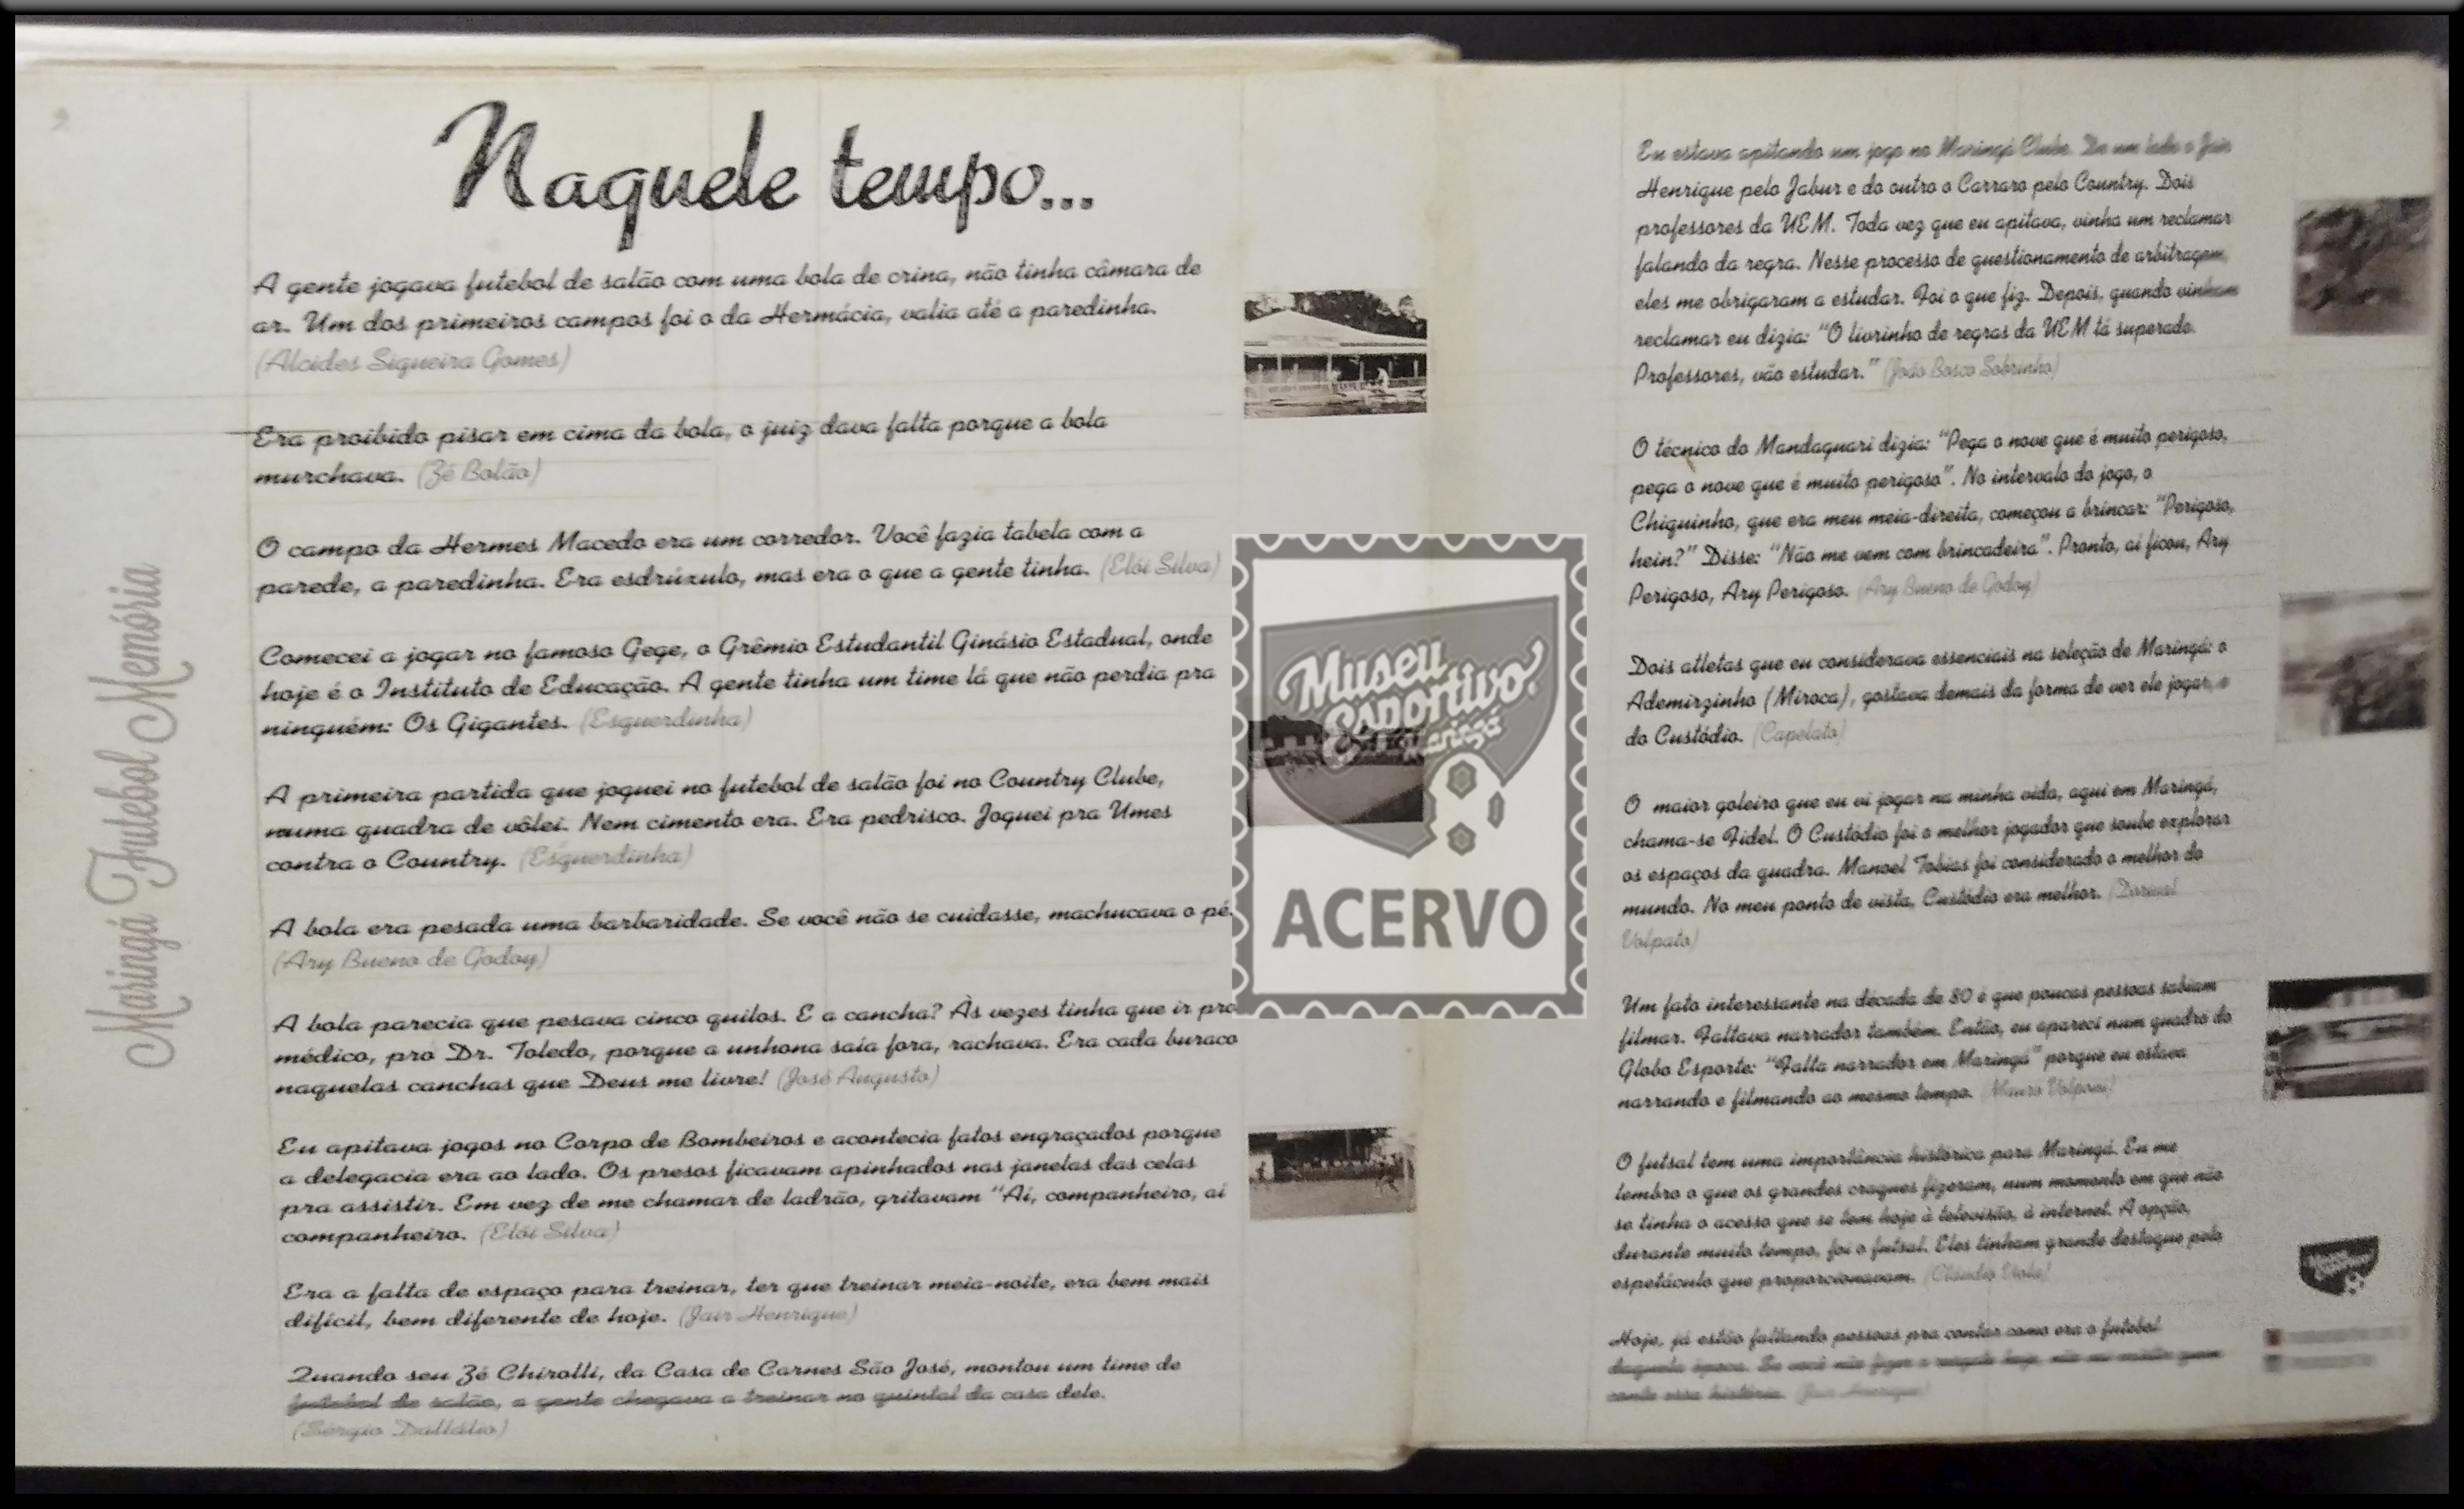 Naquele tempo...
A gente jogava futebol de salão com uma bola de crina, não tinha câmara de
ar. Um dos primeiros campos foi o da Hermácia, valia até a paredinha.
(Alcides Siqueira Gomes)
Era proibido pisar em cima da bola, o juiz dava falta porque a bola
murchava. (Zé Bolão)
O campo da Hermes Macedo era um corredor. Você fazia tabela com a
parede, a paredinha. Era esdrúxulo, mas era o que a gente tinha. (Elói Silva)
Comecei a jogar no famoso Gege, o Grêmio Estudantil Ginásio Estadual, onde
hoje é o Instituto de Educação. A gente tinha um time lá que não perdia pra
ninguém: Os Gigantes. (Esquerdinha)
A primeira partida que joguei no futebol de salão foi no Country Clube,
numa quadra de vôlei. Nem cimento era. Era pedrisco. Joguei pra Umes
contra o Country. (Esquerdinha)
A bola era pesada uma barbaridade. Se você não se cuidasse, machucava o pé.
(Ary Bueno de Godoy)
A bola parecia que pesava cinco quilos. E a cancha? Às vezes tinha que ir pro
médico, pro Dr. Toledo, porque a unhona saía fora, rachava. Era cada buraco
naquelas canchas que Deus me livre! (José Augusto)
Eu apitava jogos no Corpo de Bombeiros e acontecia fatos engraçados porque
a delegacia era ao lado. Os presos ficavam apinhados nas janelas das celas
pra assistir. Em vez de me chamar de ladrão, gritavam "Aí, companheiro, aí
companheiro. (Elói Silva)
Era a falta de espaço para treinar, ter que treinar meia-noite, era bem mais
difícil, bem diferente de hoje. (Jair Henrique)
Quando seu Zé Chirolli, da Casa de Carnes São José, montou um time de
futebol de salão, a gente chegava a treinar no quintal da casa dele.
(Sérgio
Maringá Futebol Memória
Museu
Esportivo
Maringá
ACERVO
Eu estava apitando um jogo no Maringá Clube. De um lado o Jair
Henrique pelo Jabur e do outro o Carraro pelo Country. Dois
professores da UEM. Toda vez que eu apitava, vinha um reclamar
falando da regra. Nesse processo de questionamento de arbitragem,
eles me obrigaram a estudar. Foi o que fiz. Depois, quando vinham
reclamar eu dizia: "O livrinho de regras da UEM tá superado.
Professores, vão estudar." (João Bosco Sobrinho)
O técnico do Mandaguari dizia: "Pega o nove que é muito perigoso,
pega o nove que é muito perigoso". No intervalo do jogo, o
Chiquinho, que era meu meia-direita, começou a brincar: "Perigoso,
hein?" Disse: "Não me vem com brincadeira". Pronto, aí ficou, Ary
Perigoso, Ary Perigoso. (Ary Bueno de Godoy)
Dois atletas que eu considerava essenciais na seleção de Maringá: o
Ademirzinho (Miroca), gostava demais da forma de ver ele jogar, e
do Custódio. (Capelato)
O maior goleiro que eu vi jogar na minha vida, aqui em Maringá,
chama-se Fidel. O Custódio foi o melhor jogador que soube explorar
os espaços da quadra. Manoel Tobias foi considerado o melhor do
mundo. No meu ponto de vista, Custódio era melhor. (Dorival
Volpato)
Um fato interessante na década de 80 é que poucas pessoas sabiam
filmar. Faltava narrador também. Então, eu apareci num quadro do
Globo Esporte: "Falta narrador em Maringá" porque eu estava
narrando e filmando ao mesmo tempo. (Mauro
O futsal tem uma importância histórica para Maringá. Eu me
lembro o que os grandes craques fizeram, num momento em que não
se tinha o acesso que se tem hoje à televisão, à internet. A opção,
durante muito tempo, foi o futsal. Eles tinham grande destaque pelo
espetáculo que proporcionavam. (Cláudio
Hoje, já estão faltando pessoas pra contar como era o futebol
daquela época. Se você não fizer o resgate hoje, não vai existir quem
conte essa história. (Jair Henrique)